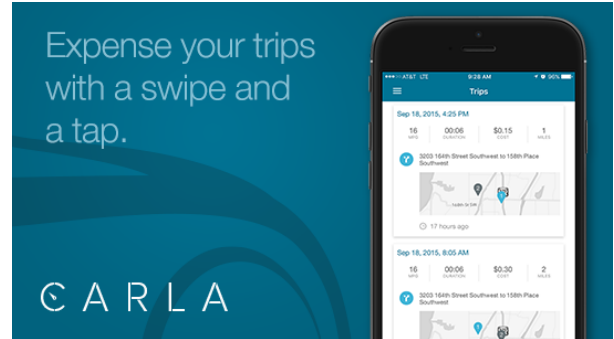 Expense your trips
with a swipe and
a tap.
CARLA
AT&T LTE 9:28 AM 96%
Trips
Sep 18, 2015, 4:25 PM
16 00:06 $0.15 1
MPG DURATION COST MILES
3203 164th Street Southwest to 158th Place
Southwest
17 hours ago
Sep 18, 2015, 8:05 AM
16 00:06 $0.30 2
MPG DURATION COST MILES
3203 164th Street Southwest to 158th Place
Southwest